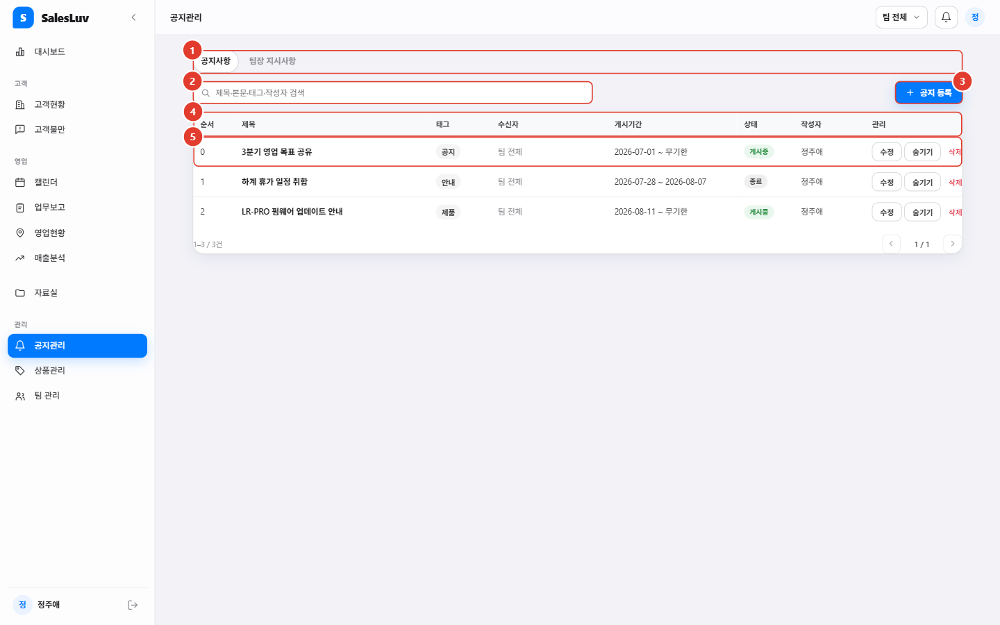 S SalesLuv
공지관리
팀 전체
정
대시보드
고객
고객현황
고객불만
영업
캘린더
업무보고
영업현황
매출분석
자료실
관리
공지관리
상품관리
팀 관리
정 정주애
1
공지사항 팀장 지시사항
2
제목·본문·태그·작성자 검색
3
공지 등록
4
순서 제목 태그 수신자 게시기간 상태 작성자 관리
5
0 3분기 영업 목표 공유 공지 팀 전체 2026-07-01 ~ 무기한 게시중 정주애 수정 숨기기 삭제
1 하계 휴가 일정 취합 안내 팀 전체 2026-07-28 ~ 2026-08-07 종료 정주애 수정 숨기기 삭제
2 LR-PRO 펌웨어 업데이트 안내 제품 팀 전체 2026-08-11 ~ 무기한 게시중 정주애 수정 숨기기 삭제
1–3 / 3건
1 / 1